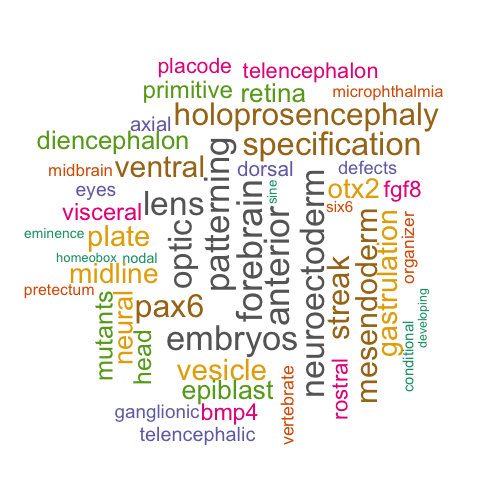 placode
telencephalon
primitive
retina
microphthalmia
axial
holoprosencephaly
diencephalon
specification
midbrain
ventral
dorsal
defects
eyes
lens
patterning
forebrain
sine
otx2
fgf8
visceral
optic
anterior
neuroectoderm
six6
eminence
plate
mesendoderm
gastrulation
organizer
homeobox
nodal
midline
streak
pretectum
mutants
neural
pax6
embryos
head
vesicle
conditional
developing
epiblast
rostral
vertebrate
ganglionic
bmp4
telencephalic